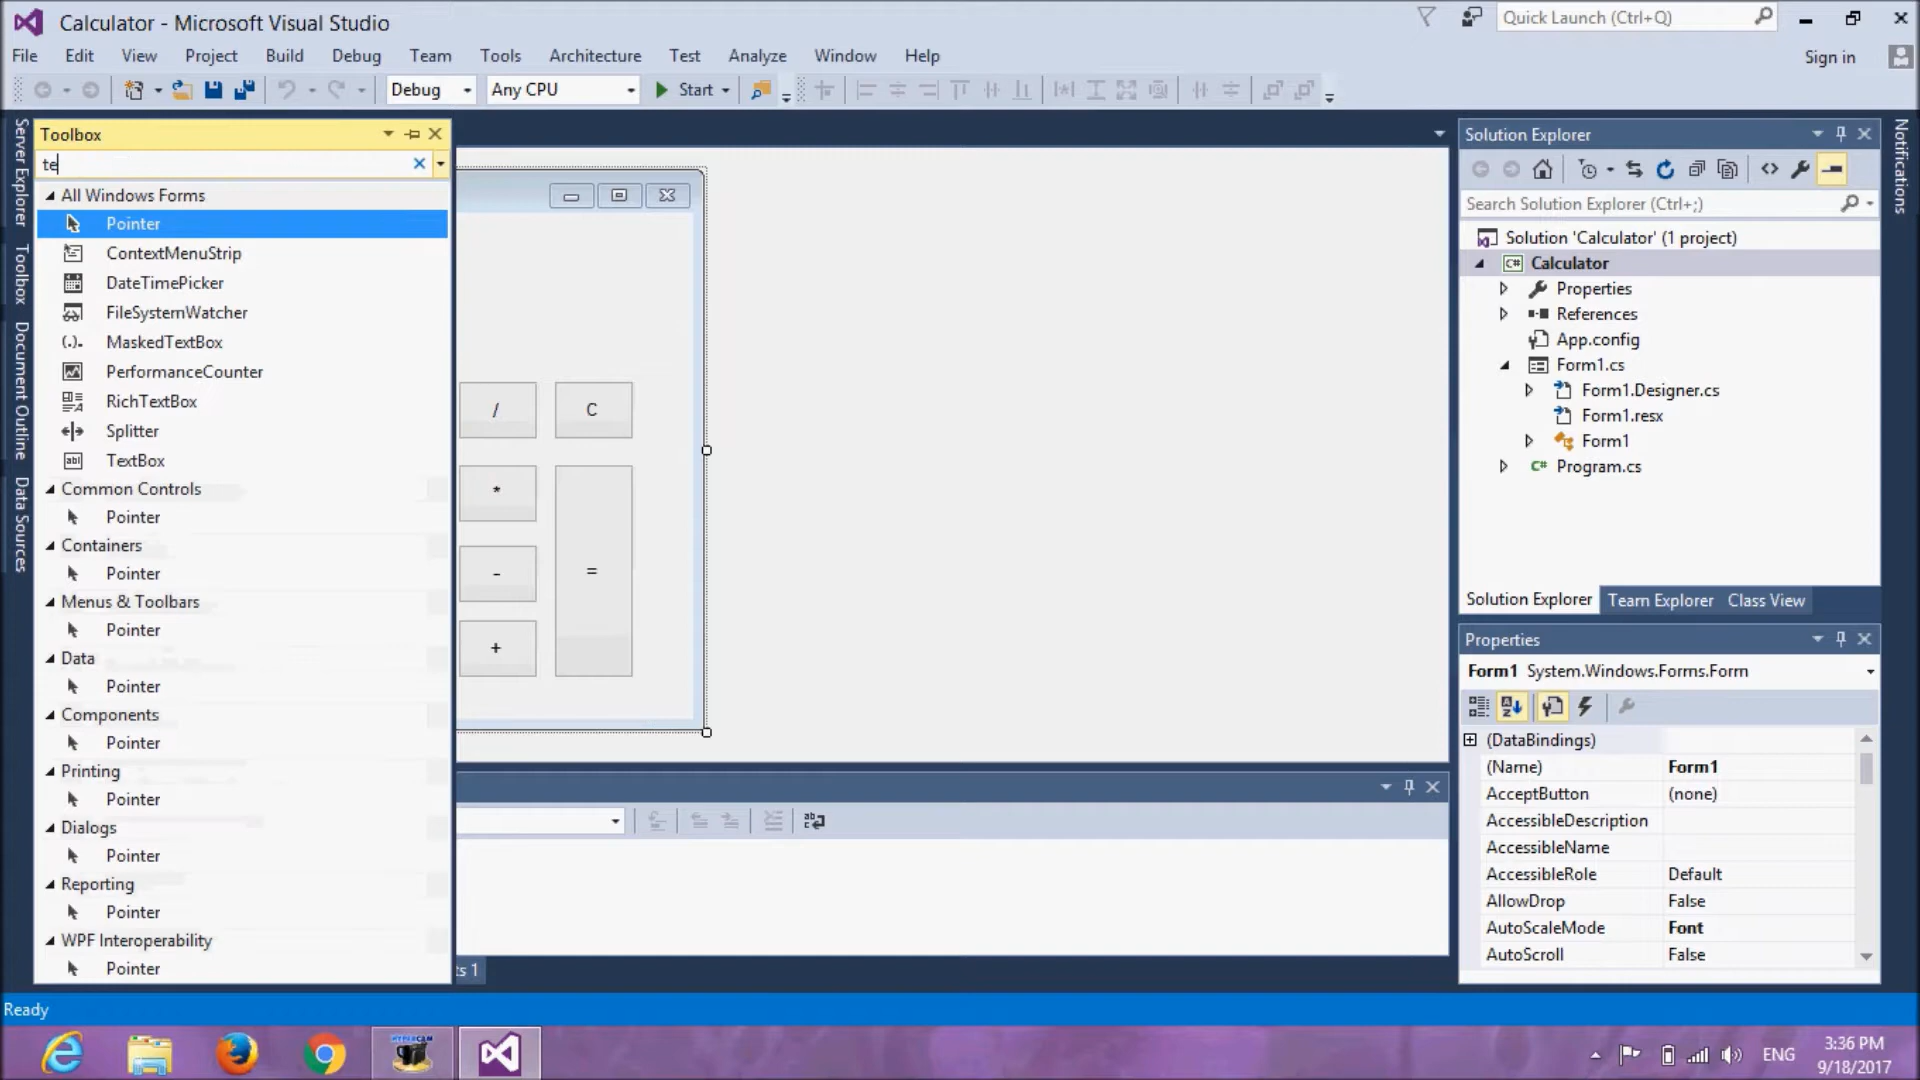 Calculator - Microsoft Visual Studio
Quick Launch (Ctrl+Q)
File Edit View Project Build Debug Team Tools Architecture Test Analyze Window Help
Sign in
Debug Any CPU Start
Server Explorer
Toolbox
Document Outline
Data Sources
Toolbox
te
All Windows Forms
Pointer
ContextMenuStrip
DateTimePicker
FileSystemWatcher
MaskedTextBox
PerformanceCounter
RichTextBox
Splitter
TextBox
Common Controls
Pointer
Containers
Pointer
Menus & Toolbars
Pointer
Data
Pointer
Components
Pointer
Printing
Pointer
Dialogs
Pointer
Reporting
Pointer
WPF Interoperability
Pointer
/ C
*
- =
+
ts 1
Solution Explorer
Search Solution Explorer (Ctrl+;)
Solution 'Calculator' (1 project)
C# Calculator
Properties
References
App.config
Form1.cs
Form1.Designer.cs
Form1.resx
Form1
C# Program.cs
Solution Explorer Team Explorer Class View
Properties
Form1 System.Windows.Forms.Form
(DataBindings)
(Name) Form1
AcceptButton (none)
AccessibleDescription
AccessibleName
AccessibleRole Default
AllowDrop False
AutoScaleMode Font
AutoScroll False
Notifications
Ready
HYPERCAM
ENG
3:36 PM
9/18/2017